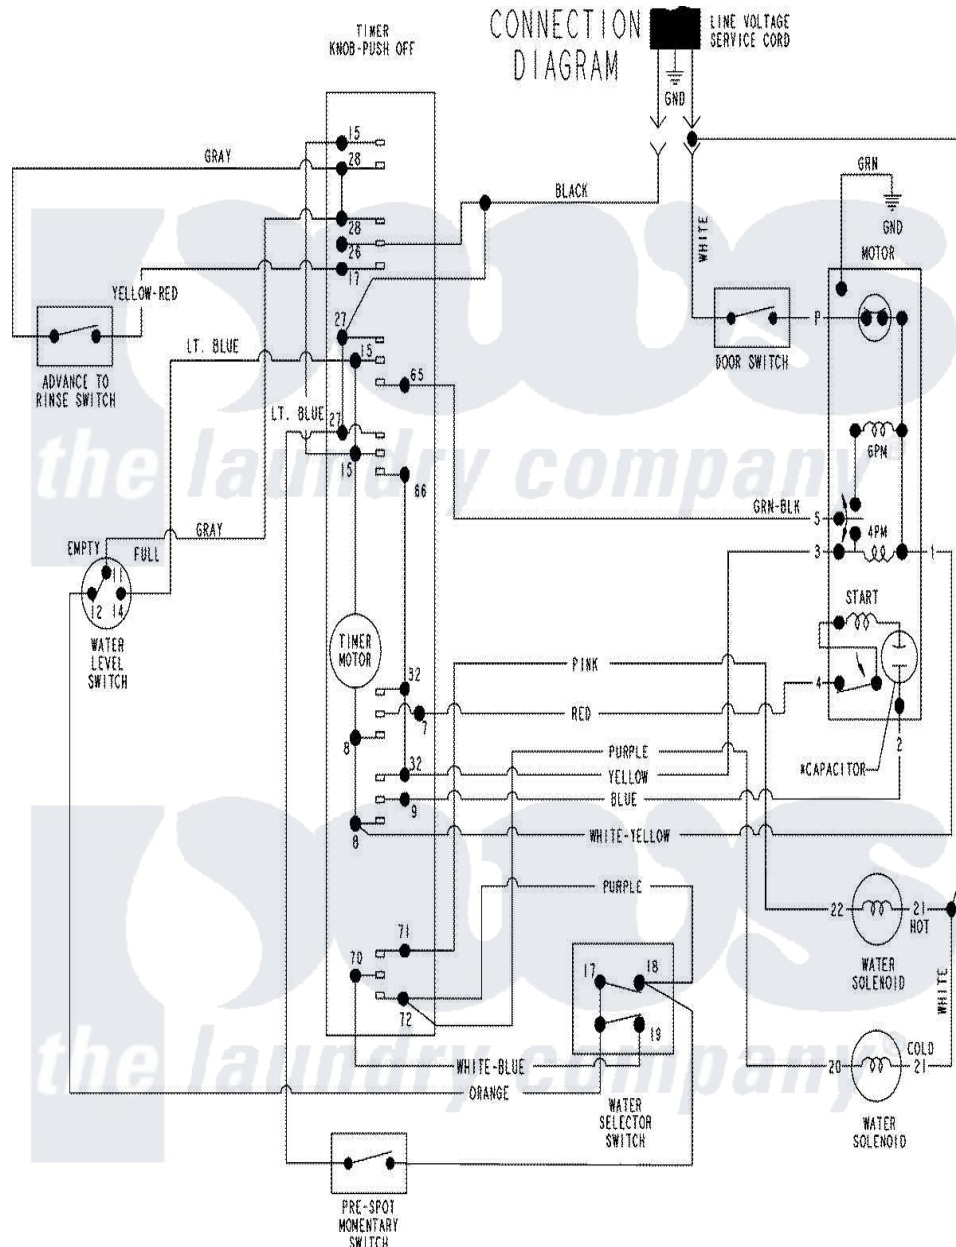 CONNECTION
DIAGRAM
LINE VOLTAGE
SERVICE CORD
TIMER
KNOB-PUSH OFF
GND
15
GRAY
28
GRN
BLACK
28
GND
26
WHITE
MOTOR
17
YELLOW-RED
27
P
LT. BLUE
15
DOOR SWITCH
ADVANCE TO
RINSE SWITCH
65
LT. BLUE
27
6PM
the laundry company®
15
66
GRN-BLK
5
GRAY
4PM
EMPTY
FULL
3
1
11
12
14
START
WATER
LEVEL
SWITCH
TIMER
MOTOR
PINK
32
4
RED
7
8
2
PURPLE
32
YELLOW
*CAPACITOR
BLUE
9
8
WHITE-YELLOW
PURPLE
22
21
HOT
71
70
17
18
WATER
SOLENOID
WHITE
72
19
COLD
the laundry company®
WHITE-BLUE
20
21
ORANGE
WATER
SELECTOR
SWITCH
WATER
SOLENOID
PRE-SPOT
MOMENTARY
SWITCH